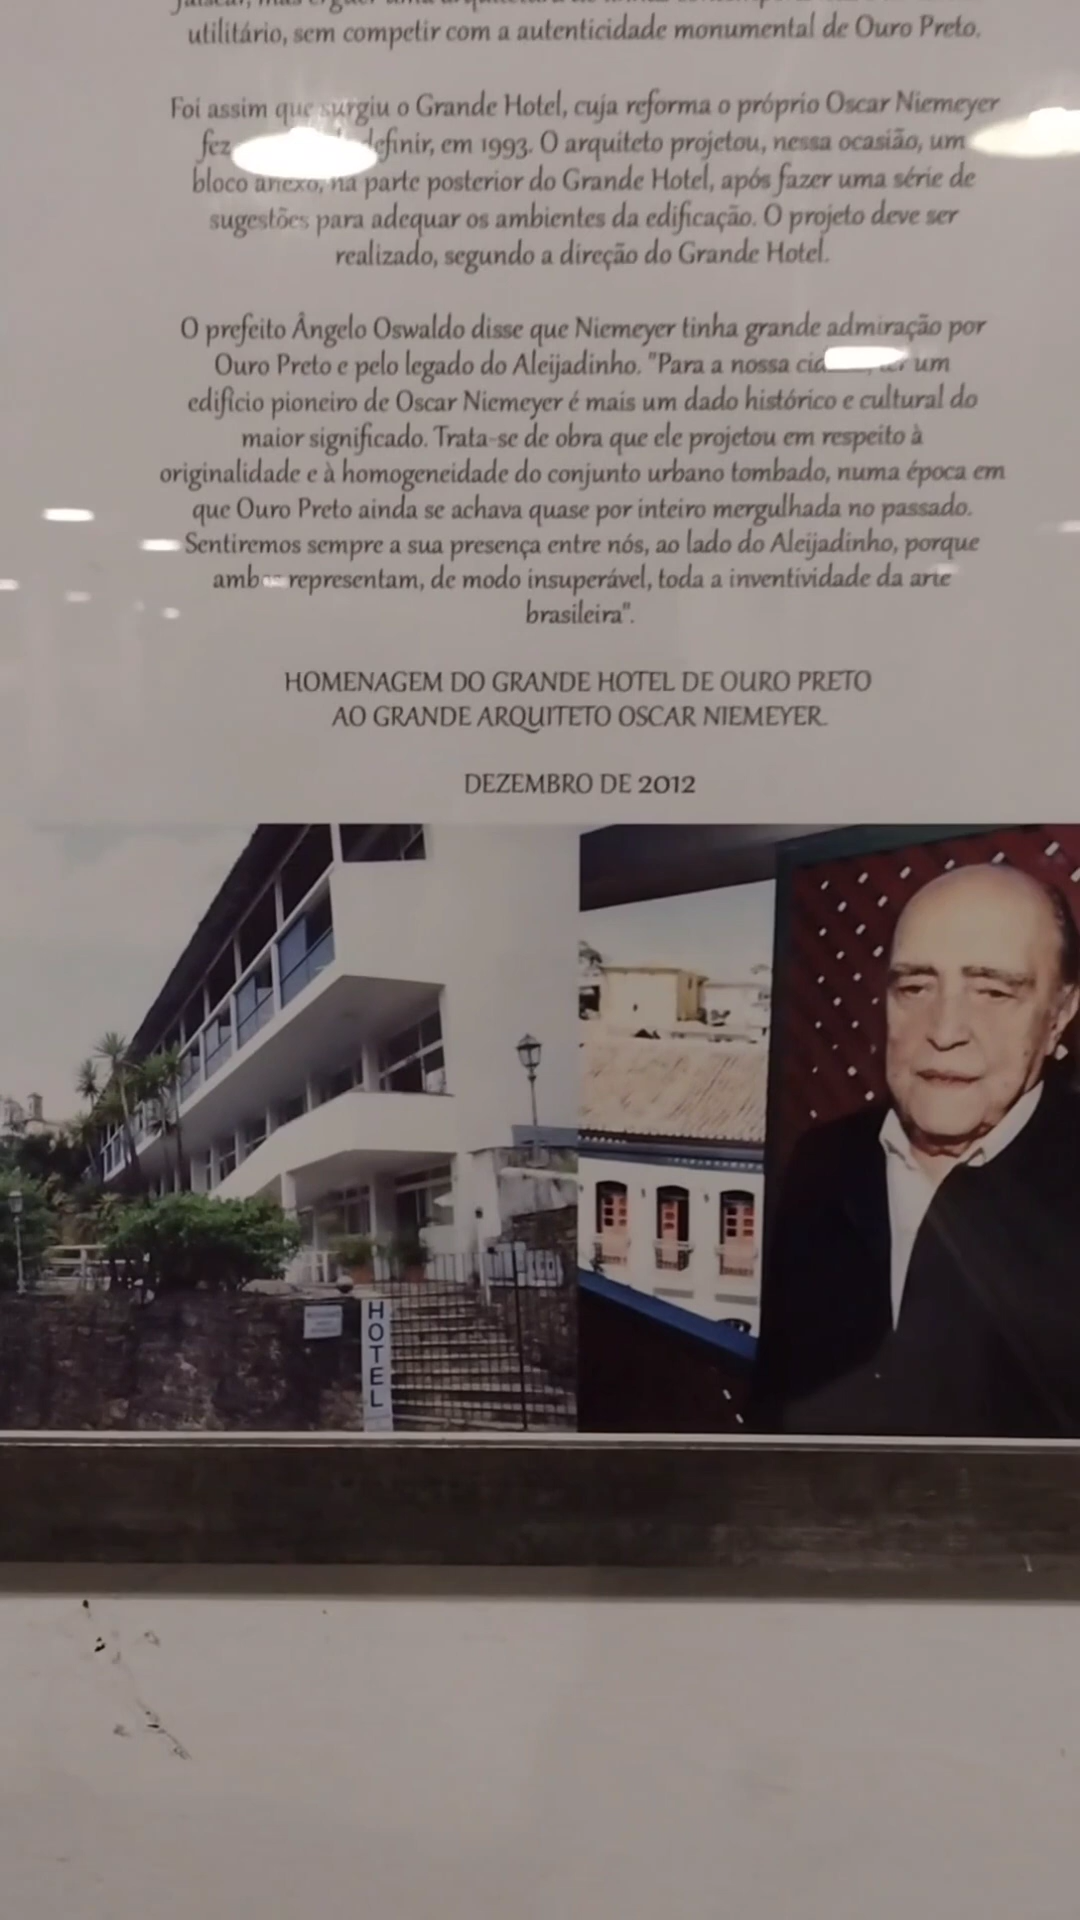 utilitário, sem competir com a autenticidade monumental de Ouro Preto.
Foi assim que surgiu o Grande Hotel, cuja reforma o próprio Oscar Niemeyer
fez definir, em 1993. O arquiteto projetou, nessa ocasião, um
bloco anexo, na parte posterior do Grande Hotel, após fazer uma série de
sugestões para adequar os ambientes da edificação. O projeto deve ser
realizado, segundo a direção do Grande Hotel.
O prefeito Ângelo Oswaldo disse que Niemeyer tinha grande admiração por
Ouro Preto e pelo legado do Aleijadinho. "Para a nossa um
edifício pioneiro de Oscar Niemeyer é mais um dado histórico e cultural do
maior significado. Trata-se de obra que ele projetou em respeito à
originalidade e à homogeneidade do conjunto urbano tombado, numa época em
que Ouro Preto ainda se achava quase por inteiro mergulhada no passado.
Sentiremos sempre a sua presença entre nós, ao lado do Aleijadinho, porque
ambos representam, de modo insuperável, toda a inventividade da arte
brasileira".
HOMENAGEM DO GRANDE HOTEL DE OURO PRETO
AO GRANDE ARQUITETO OSCAR NIEMEYER.
DEZEMBRO DE 2012
HOTEL